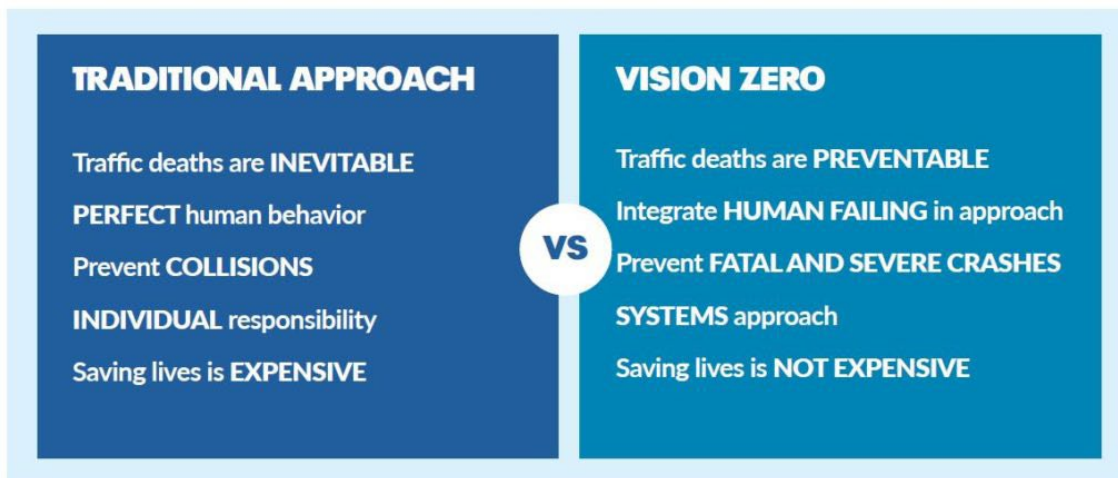 TRADITIONAL APPROACH
Traffic deaths are INEVITABLE
PERFECT human behavior
Prevent COLLISIONS
INDIVIDUAL responsibility
Saving lives is EXPENSIVE
VS
VISION ZERO
Traffic deaths are PREVENTABLE
Integrate HUMAN FAILING in approach
Prevent FATAL AND SEVERE CRASHES
SYSTEMS approach
Saving lives is NOT EXPENSIVE